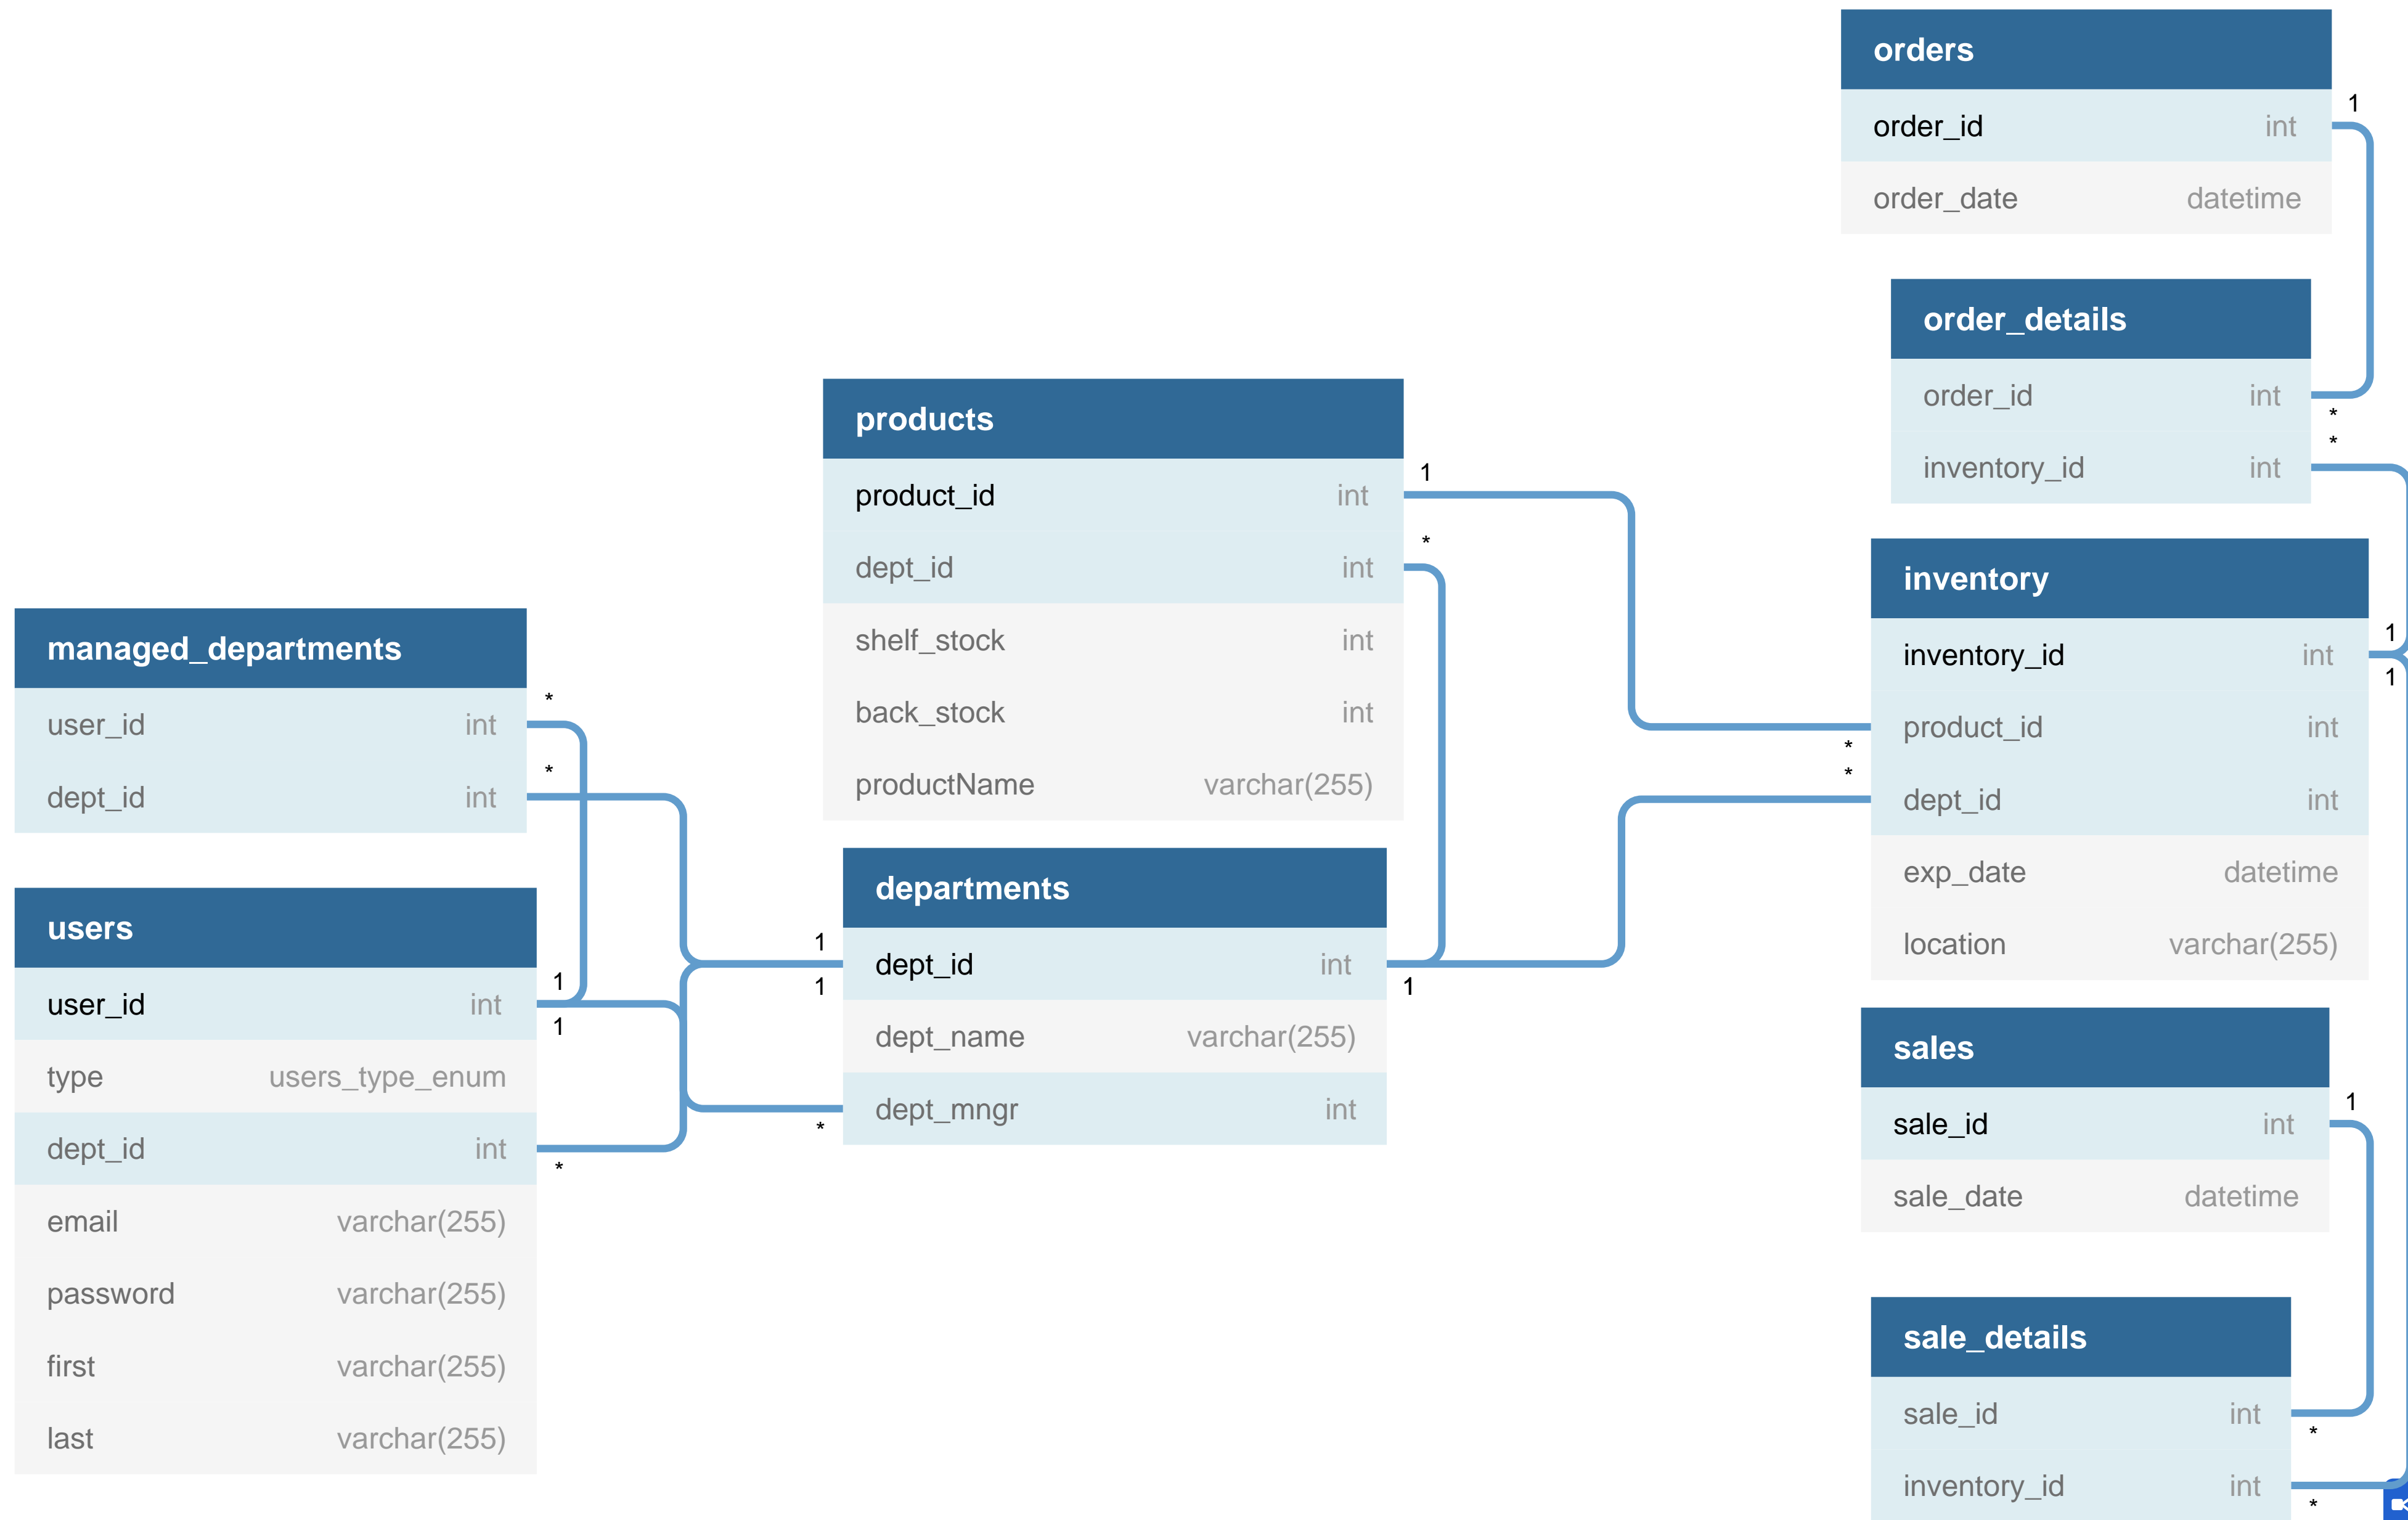 orders
order_id int
order_date datetime
1
order_details
order_id int
inventory_id int
*
*
products
product_id int
dept_id int
shelf_stock int
back_stock int
productName varchar(255)
1
*
inventory
inventory_id int
product_id int
dept_id int
exp_date datetime
location varchar(255)
1
1
*
*
managed_departments
user_id int
dept_id int
*
*
departments
dept_id int
dept_name varchar(255)
dept_mngr int
1
1
1
*
users
user_id int
type users_type_enum
dept_id int
email varchar(255)
password varchar(255)
first varchar(255)
last varchar(255)
1
1
*
sales
sale_id int
sale_date datetime
1
sale_details
sale_id int
inventory_id int
*
*